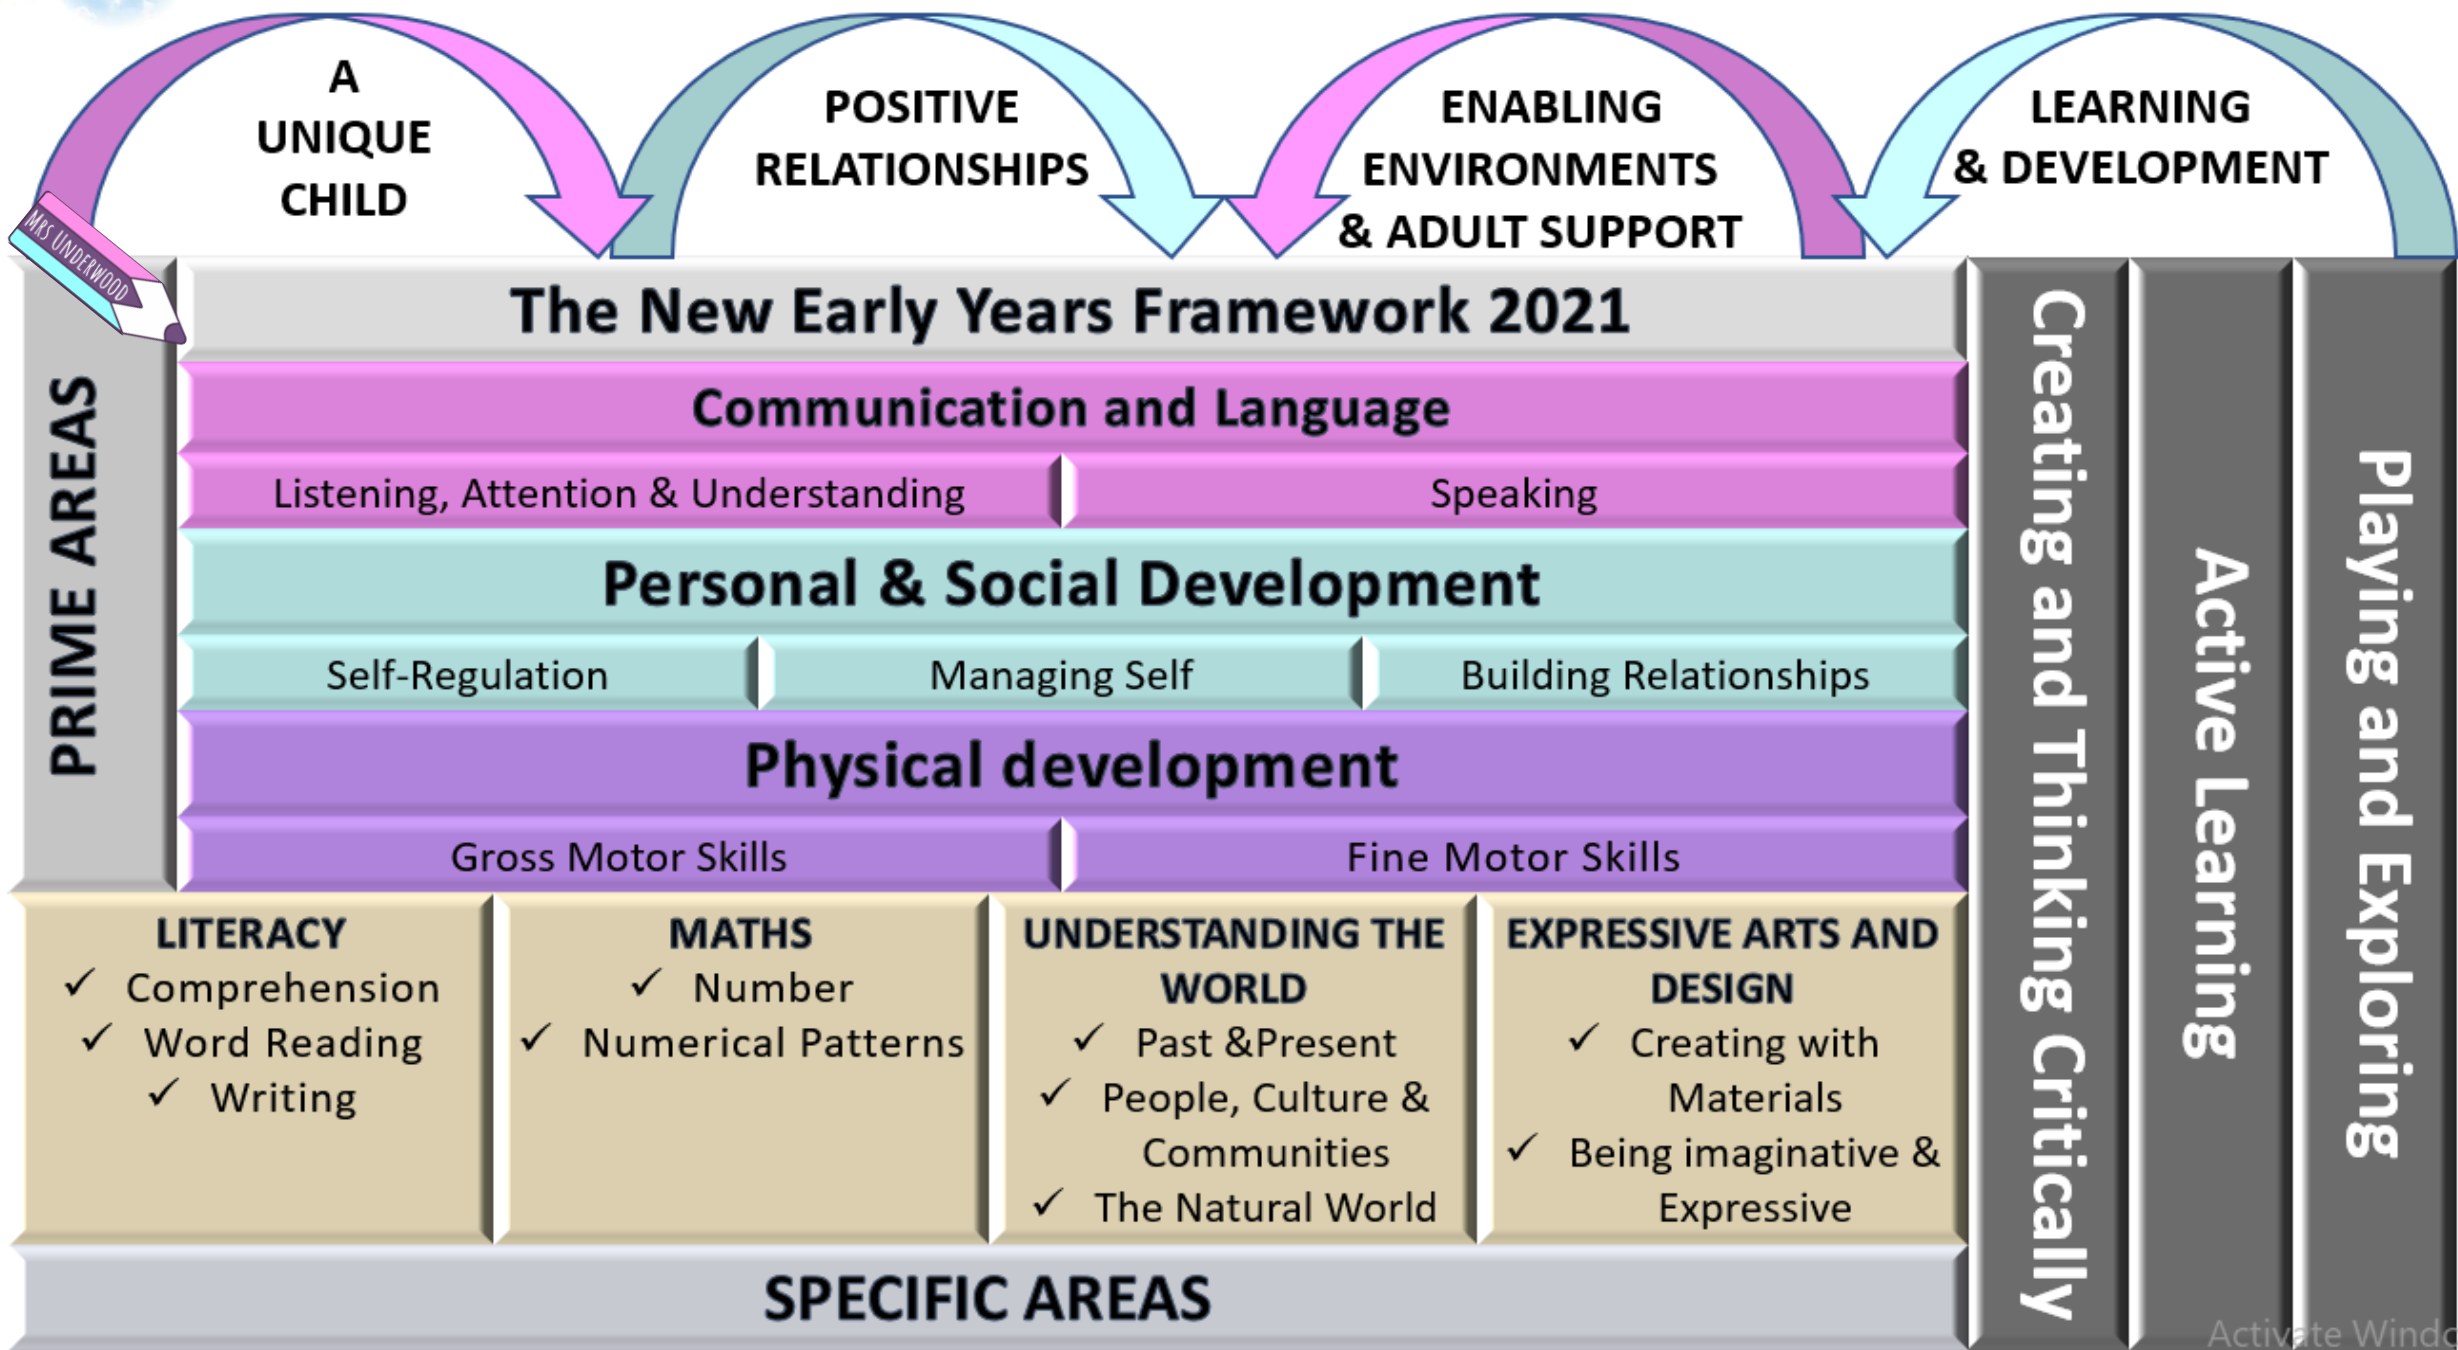 A
UNIQUE
CHILD
POSITIVE
RELATIONSHIPS
ENABLING
ENVIRONMENTS
& ADULT SUPPORT
LEARNING
& DEVELOPMENT
MRS UNDERWOOD
PRIME AREAS
The New Early Years Framework 2021
Communication and Language
Listening, Attention & Understanding
Speaking
Personal & Social Development
Self-Regulation
Managing Self
Building Relationships
Physical development
Gross Motor Skills
Fine Motor Skills
LITERACY
✓ Comprehension
✓ Word Reading
✓ Writing
MATHS
✓ Number
✓ Numerical Patterns
UNDERSTANDING THE
WORLD
✓ Past &Present
✓ People, Culture &
Communities
✓ The Natural World
EXPRESSIVE ARTS AND
DESIGN
✓ Creating with
Materials
✓ Being imaginative &
Expressive
SPECIFIC AREAS
Creating and Thinking Critically
Active Learning
Playing and Exploring
Activate